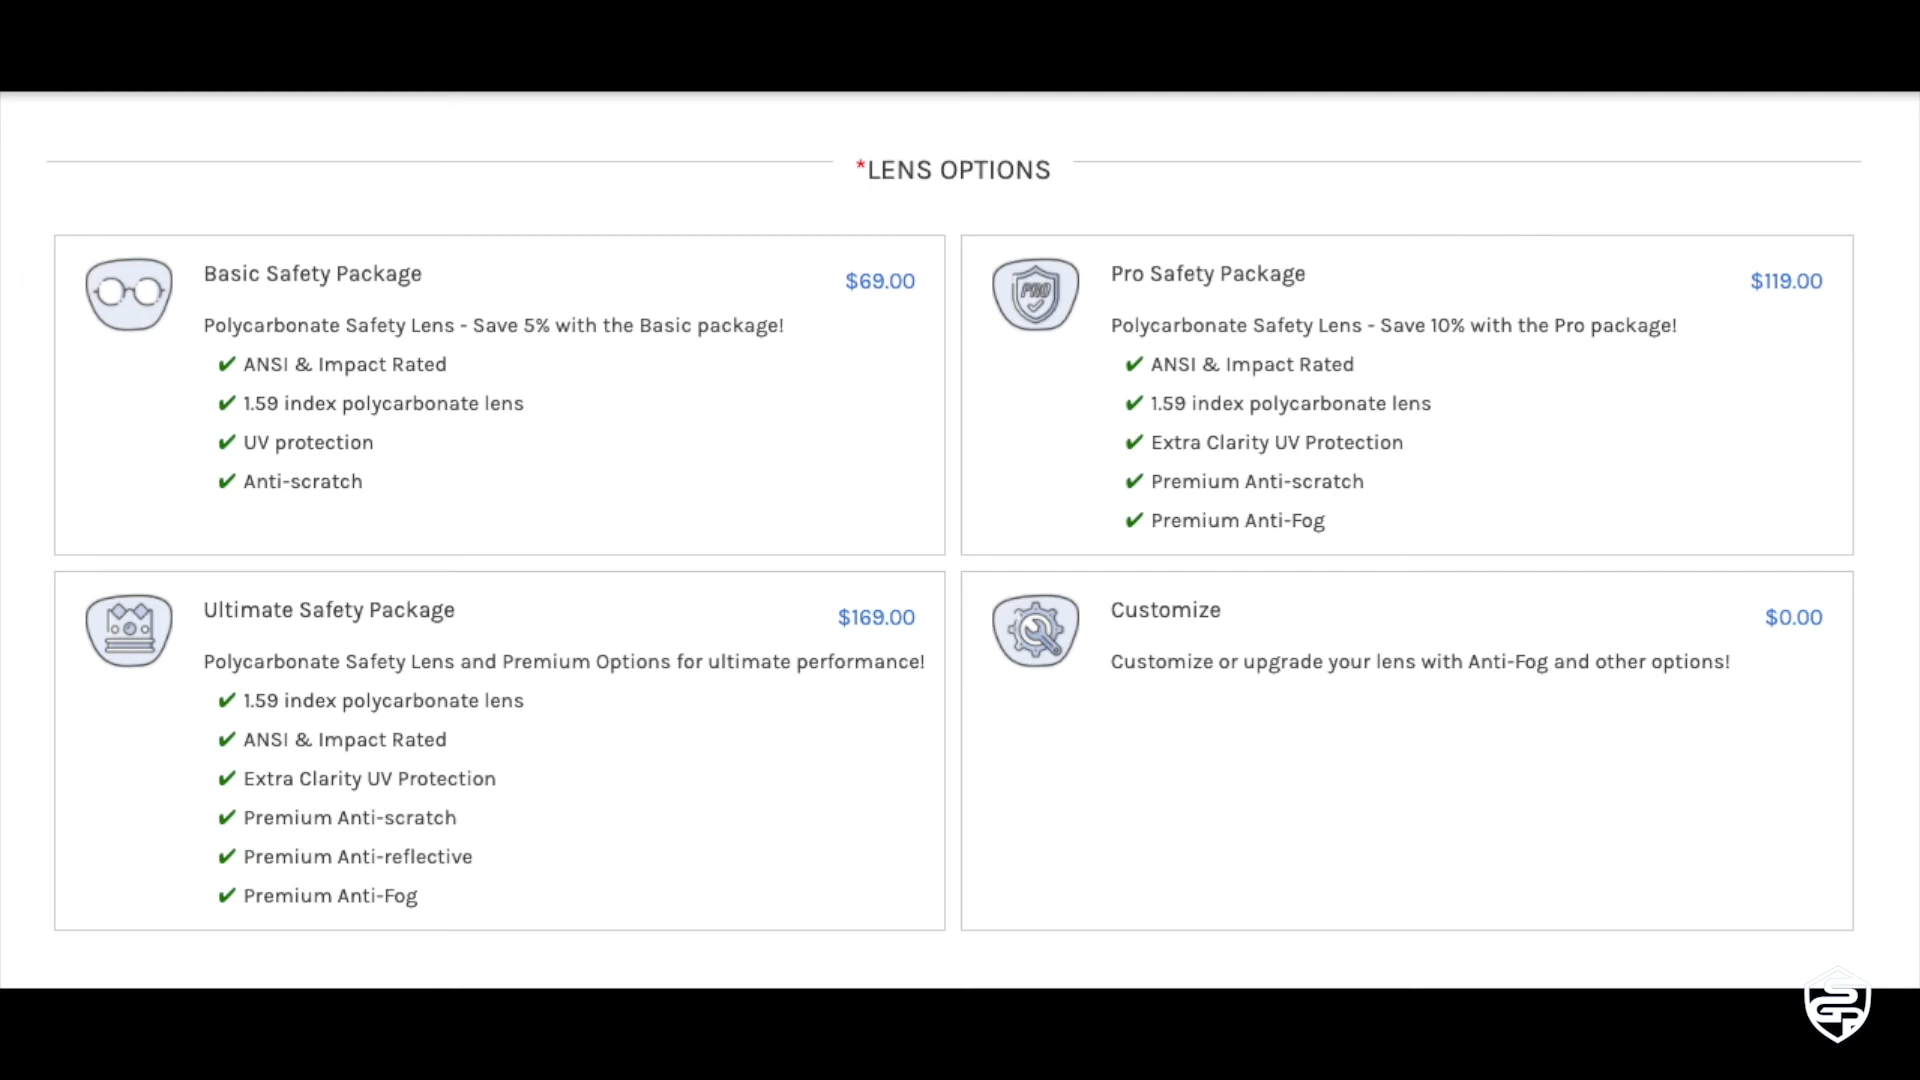 *LENS OPTIONS
Basic Safety Package
$69.00
Polycarbonate Safety Lens - Save 5% with the Basic package!
✔ ANSI & Impact Rated
✔ 1.59 index polycarbonate lens
✔ UV protection
✔ Anti-scratch
PRO
Pro Safety Package
$119.00
Polycarbonate Safety Lens - Save 10% with the Pro package!
✔ ANSI & Impact Rated
✔ 1.59 index polycarbonate lens
✔ Extra Clarity UV Protection
✔ Premium Anti-scratch
✔ Premium Anti-Fog
Ultimate Safety Package
$169.00
Polycarbonate Safety Lens and Premium Options for ultimate performance!
✔ 1.59 index polycarbonate lens
✔ ANSI & Impact Rated
✔ Extra Clarity UV Protection
✔ Premium Anti-scratch
✔ Premium Anti-reflective
✔ Premium Anti-Fog
Customize
$0.00
Customize or upgrade your lens with Anti-Fog and other options!
SGP